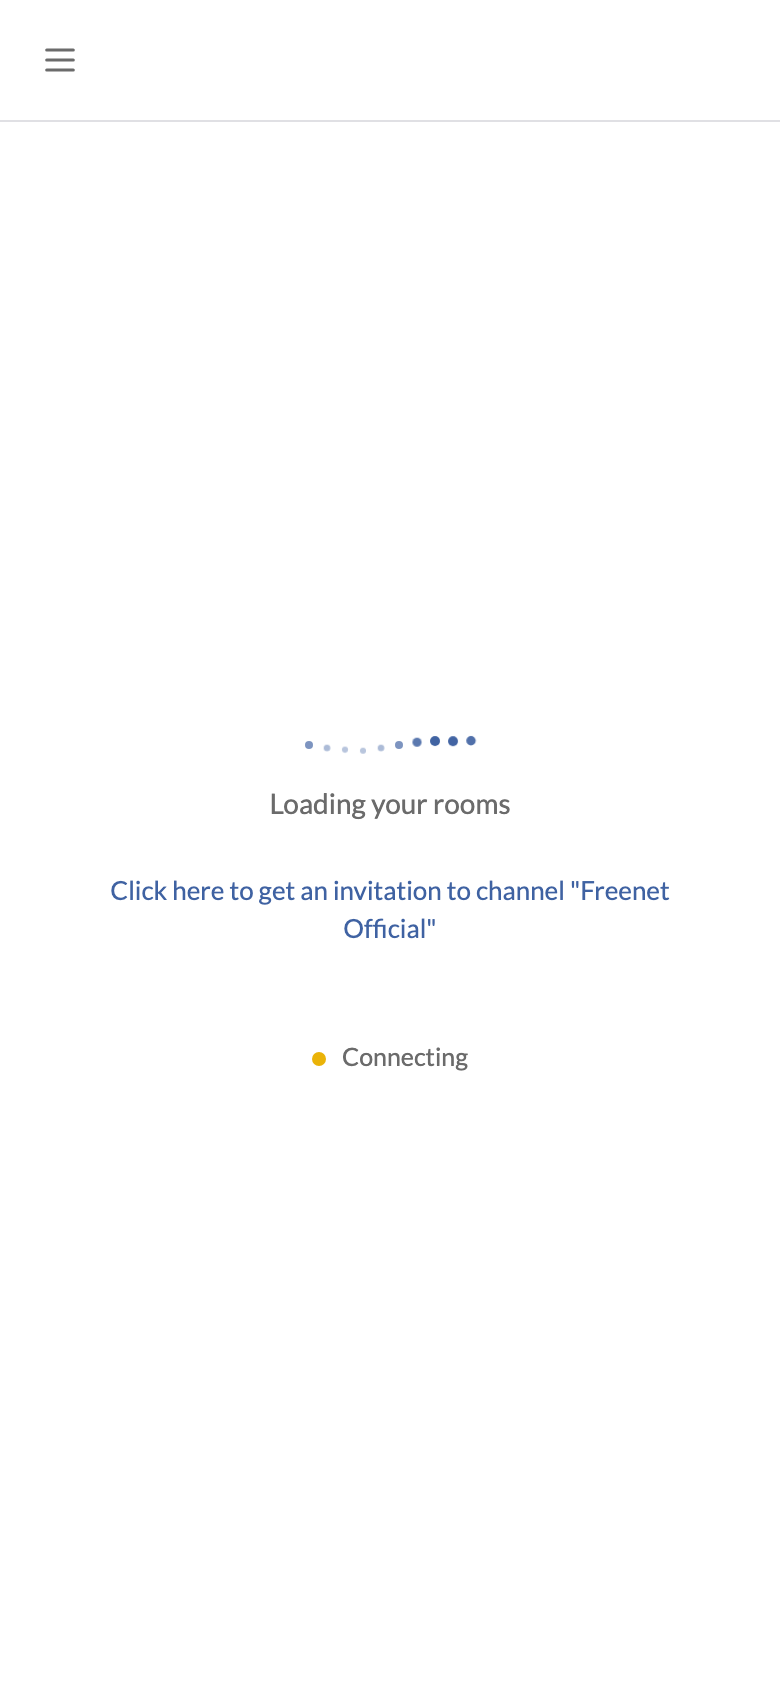 Loading your rooms
Click here to get an invitation to channel "Freenet
Official"
Connecting